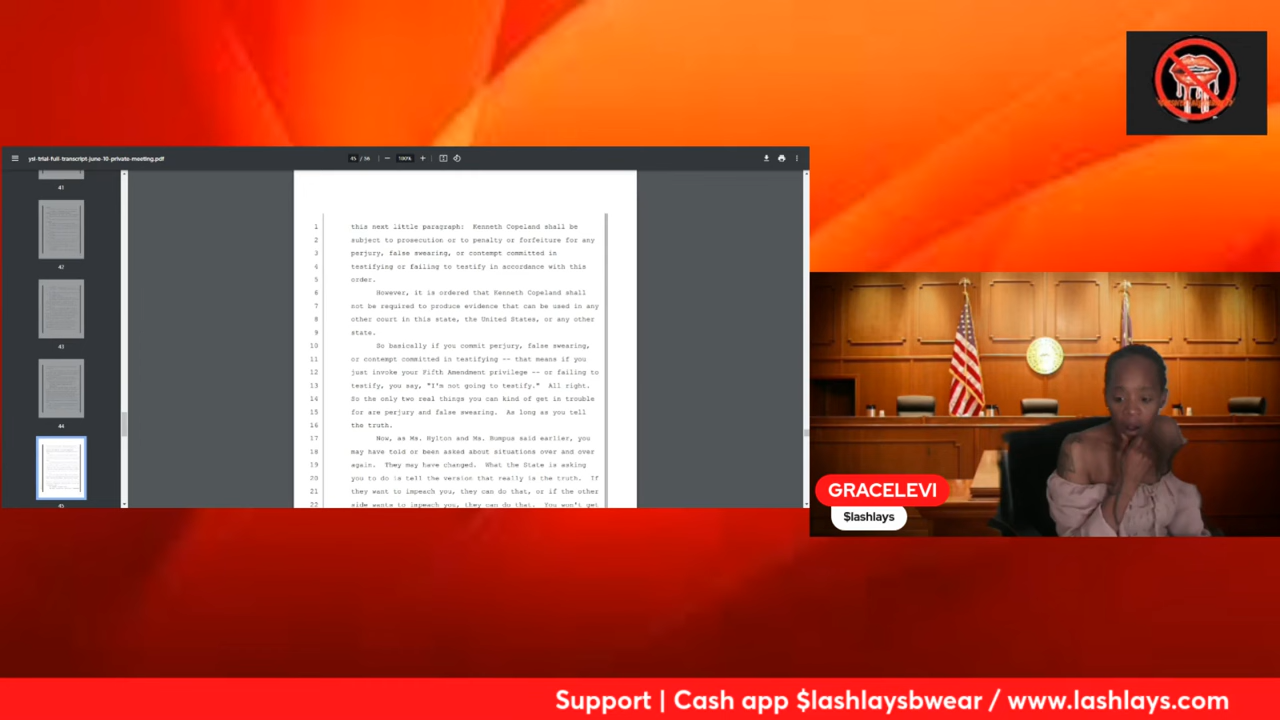 ysl-trial-full-transcript-june-10-private-meeting.pdf
45 / 56
100%
41
42
43
44
45
1 this next little paragraph: Kenneth Copeland shall be
2 subject to prosecution or to penalty or forfeiture for any
3 perjury, false swearing, or contempt committed in
4 testifying or failing to testify in accordance with this
5 order.
6 However, it is ordered that Kenneth Copeland shall
7 not be required to produce evidence that can be used in any
8 other court in this state, the United States, or any other
9 state.
10 So basically if you commit perjury, false swearing,
11 or contempt committed in testifying -- that means if you
12 just invoke your Fifth Amendment privilege -- or failing to
13 testify, you say, "I'm not going to testify." All right.
14 So the only two real things you can kind of get in trouble
15 for are perjury and false swearing. As long as you tell
16 the truth.
17 Now, as Ms. Hylton and Ms. Bumpus said earlier, you
18 may have told or been asked about situations over and over
19 again. They may have changed. What the State is asking
20 you to do is tell the version that really is the truth. If
21 they want to impeach you, they can do that, or if the other
22 side wants to impeach you, they can do that. You won't get
GRACELEVI
$lashlays
Support | Cash app $lashlaysbwear / www.lashlays.com